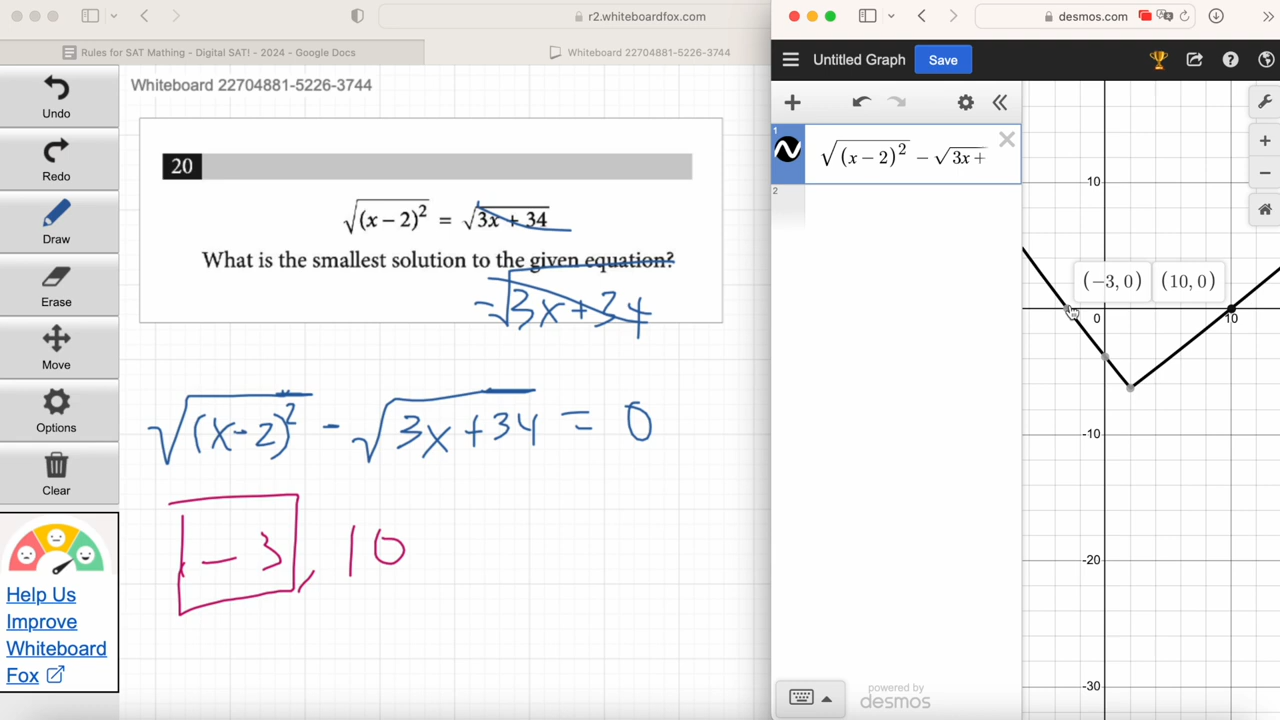 r2.whiteboardfox.com
desmos.com
Rules for SAT Mathing - Digital SAT! - 2024 - Google Docs
Whiteboard 22704881-5226-3744
Undo
Redo
Draw
Erase
Move
Options
Clear
Help Us
Improve
Whiteboard
Fox
Whiteboard 22704881-5226-3744
20
√(x − 2)² = √3x + 34
What is the smallest solution to the given equation?
=√3x+34
√(x-2)² - √3x+34 = 0
-3, 10
Untitled Graph
Save
1
√(x − 2)² − √3x +
2
10
(−3, 0)
(10, 0)
0
10
-10
-20
-30
powered by
desmos